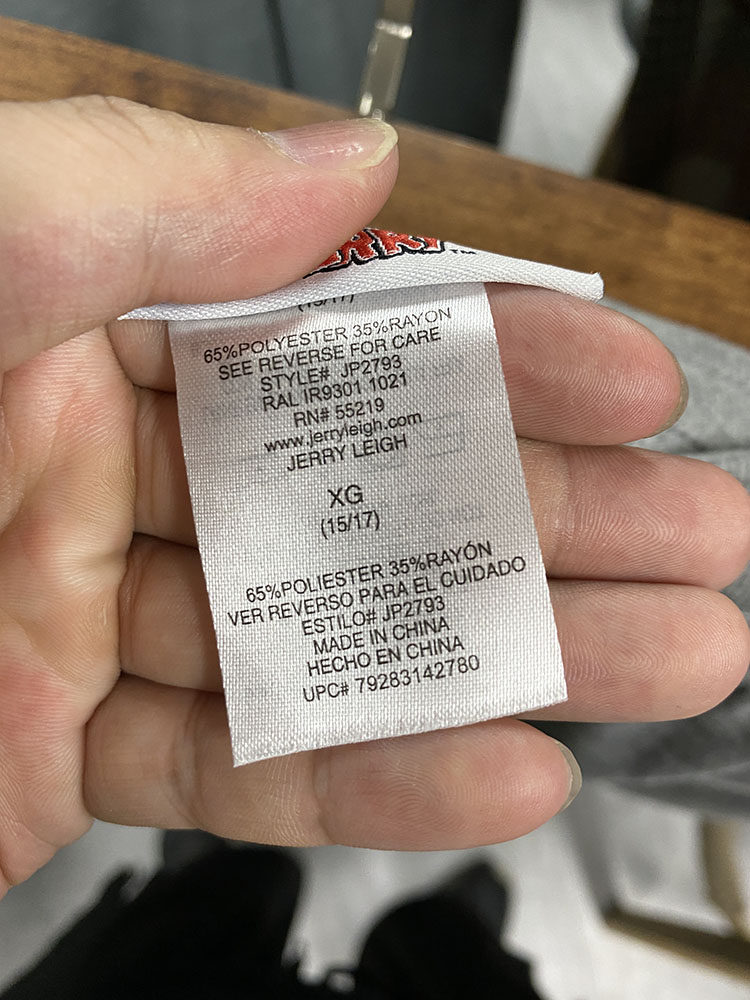 (15/17)
65%POLYESTER 35%RAYON
SEE REVERSE FOR CARE
STYLE# JP2793
RAL IR9301 1021
RN# 55219
www.jerryleigh.com
JERRY LEIGH
XG
(15/17)
65%POLIESTER 35%RAYÓN
VER REVERSO PARA EL CUIDADO
ESTILO# JP2793
MADE IN CHINA
HECHO EN CHINA
UPC# 79283142780